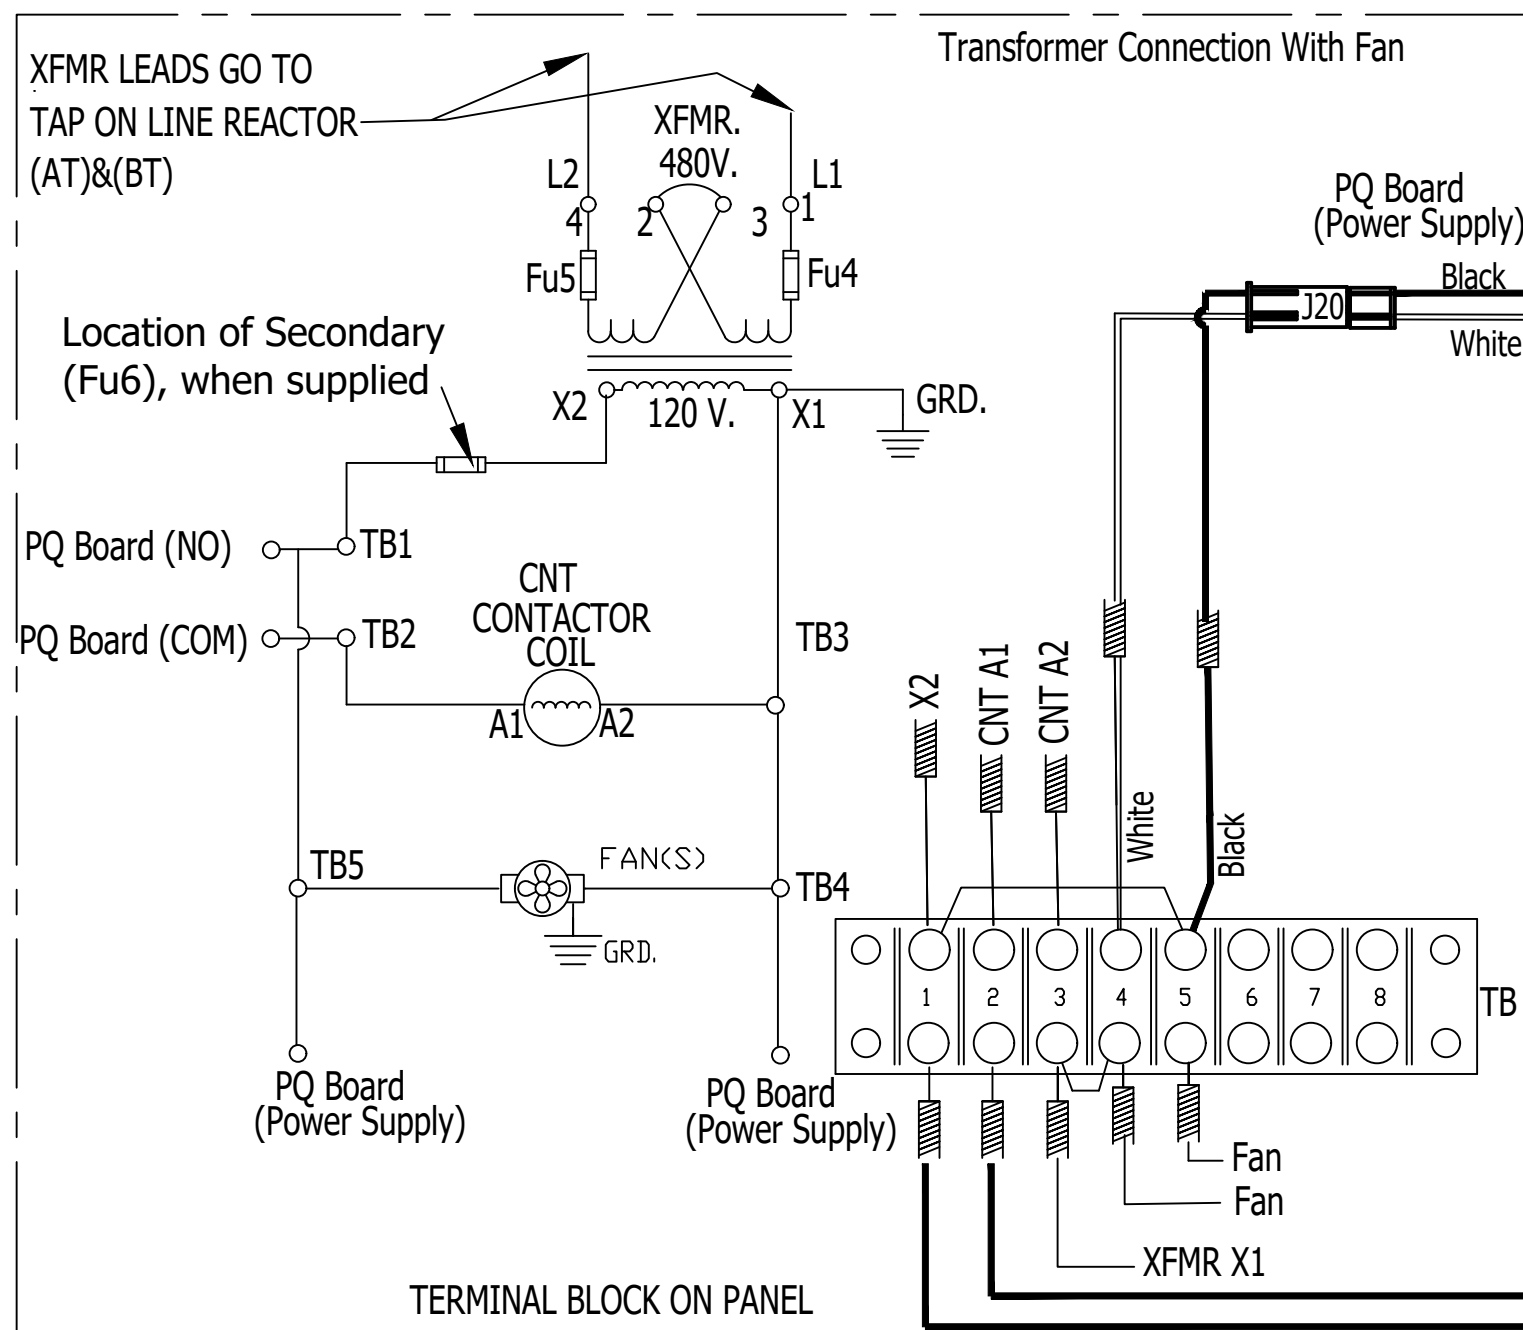 Transformer Connection With Fan
XFMR LEADS GO TO
TAP ON LINE REACTOR
(AT)&(BT)
XFMR.
480V.
L2
L1
4
2
3
1
Fu5
Fu4
Location of Secondary
(Fu6), when supplied
X2
120 V.
X1
GRD.
PQ Board (NO)
TB1
PQ Board (COM)
TB2
CNT
CONTACTOR
COIL
A1
A2
TB3
TB5
FAN(S)
TB4
GRD.
PQ Board
(Power Supply)
PQ Board
(Power Supply)
PQ Board
(Power Supply)
Black
J20
White
X2
CNT A1
CNT A2
White
Black
1
2
3
4
5
6
7
8
TB
Fan
Fan
XFMR X1
TERMINAL BLOCK ON PANEL